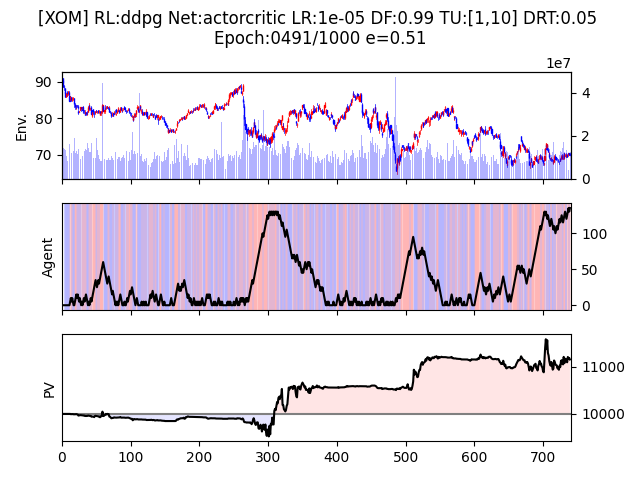 [XOM] RL:ddpg Net:actorcritic LR:1e-05 DF:0.99 TU:[1,10] DRT:0.05
Epoch:0491/1000 e=0.51
1e7
90
80
70
Env.
4
2
0
Agent
100
50
0
PV
11000
10000
0 100 200 300 400 500 600 700